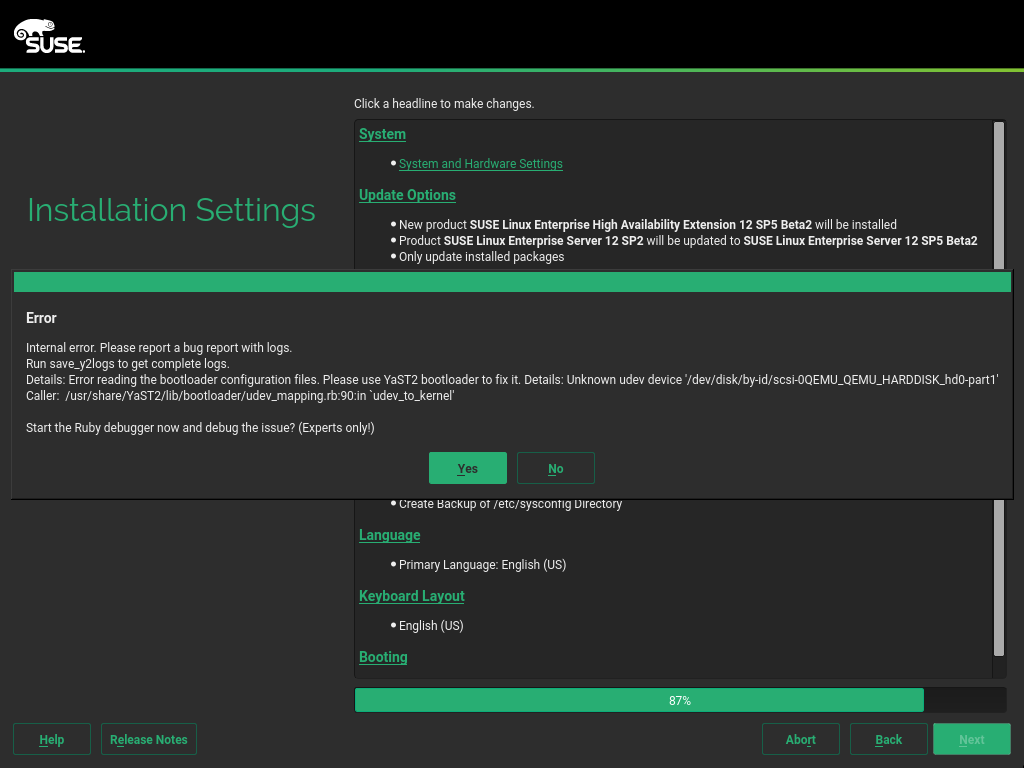 SUSE
Click a headline to make changes.
System
System and Hardware Settings
Installation Settings
Update Options
New product SUSE Linux Enterprise High Availability Extension 12 SP5 Beta2 will be installed
Product SUSE Linux Enterprise Server 12 SP2 will be updated to SUSE Linux Enterprise Server 12 SP5 Beta2
Only update installed packages
Error
Internal error. Please report a bug report with logs.
Run save_y2logs to get complete logs.
Details: Error reading the bootloader configuration files. Please use YaST2 bootloader to fix it. Details: Unknown udev device '/dev/disk/by-id/scsi-0QEMU_QEMU_HARDDISK_hd0-part1'
Caller:  /usr/share/YaST2/lib/bootloader/udev_mapping.rb:90:in `udev_to_kernel'
Start the Ruby debugger now and debug the issue? (Experts only!)
Yes No
Create Backup of /etc/sysconfig Directory
Language
Primary Language: English (US)
Keyboard Layout
English (US)
Booting
87%
Help Release Notes Abort Back Next